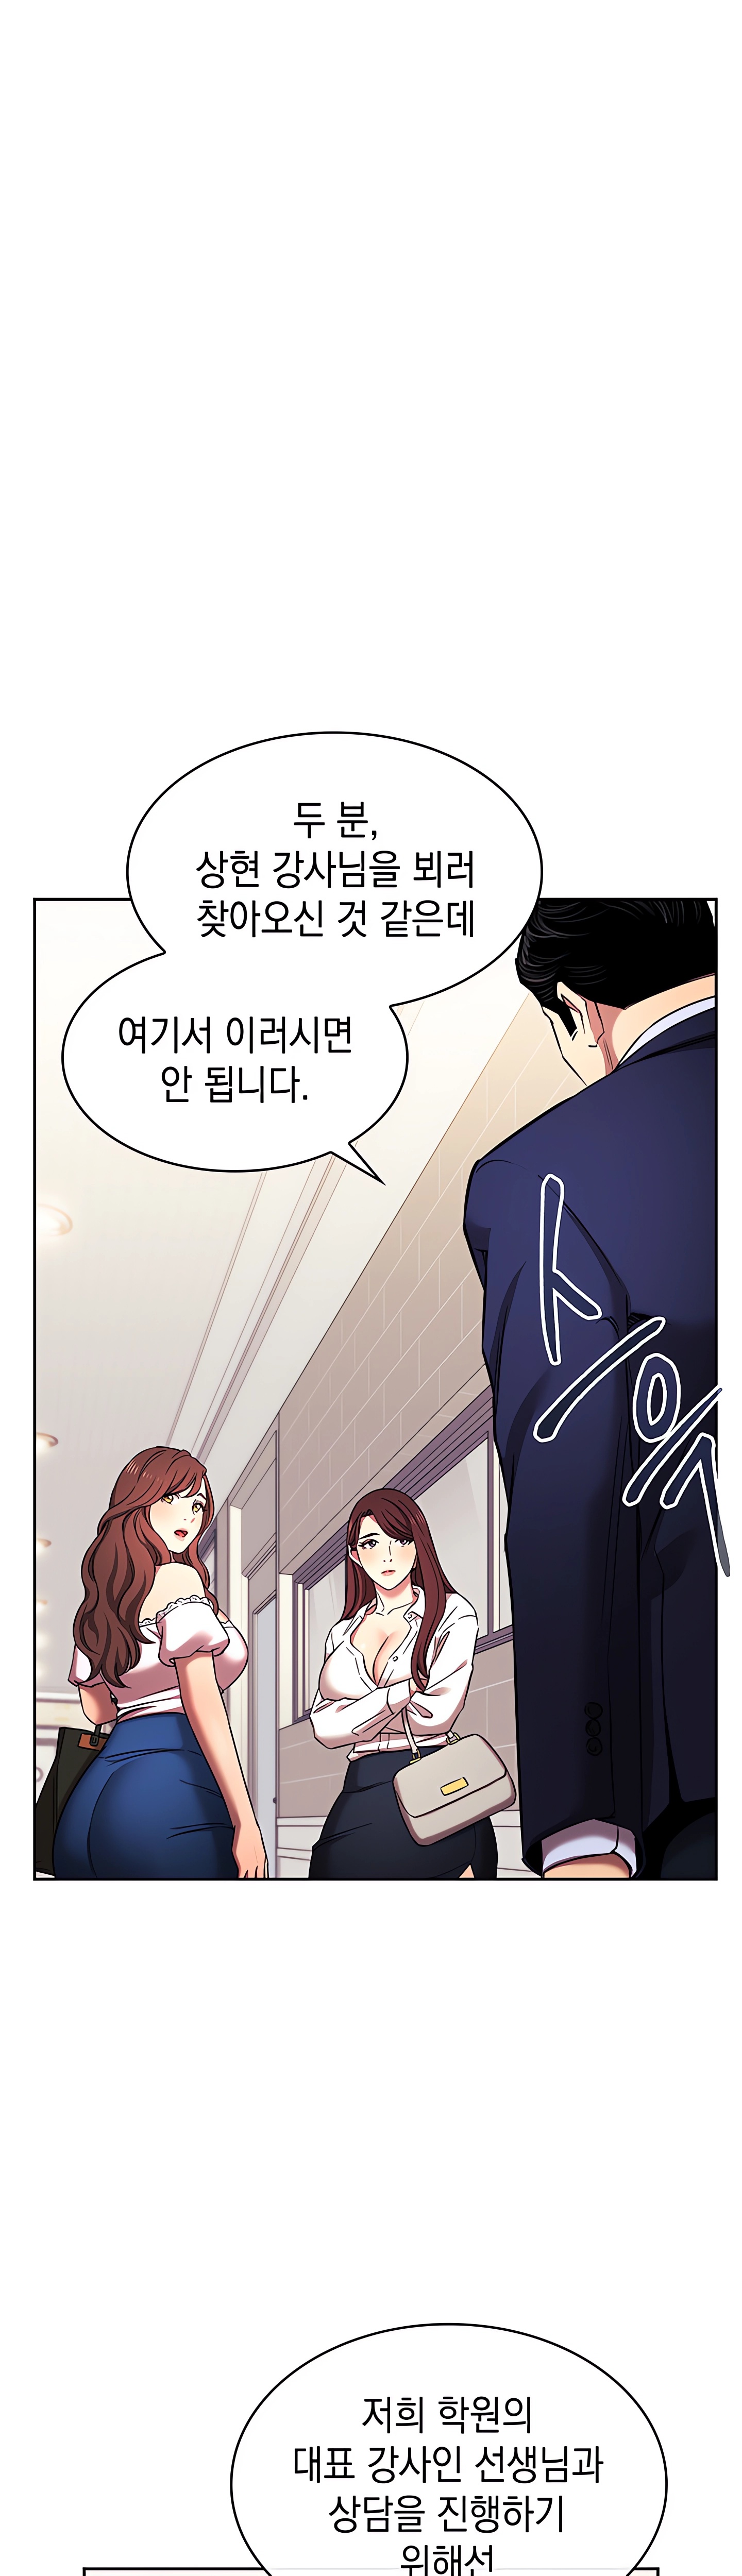 두 분,
상현 강사님을 뵈러
찾아오신 것 같은데
여기서 이러시면
안 됩니다.
스윽
저희 학원의
대표 강사인 선생님과
상담을 진행하기
위해선